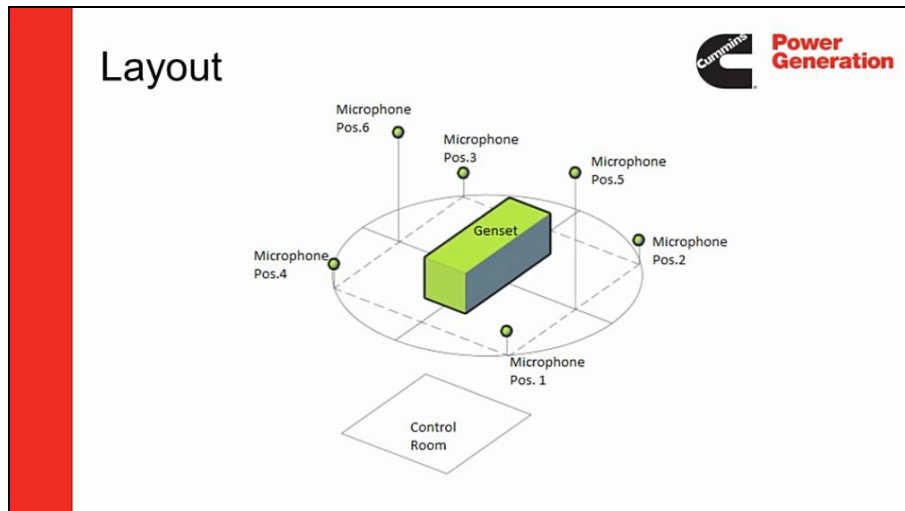 Layout
Cummins
Power
Generation
Microphone
Pos.6
Microphone
Pos.3
Microphone
Pos.5
Genset
Microphone
Pos.4
Microphone
Pos.2
Microphone
Pos. 1
Control
Room